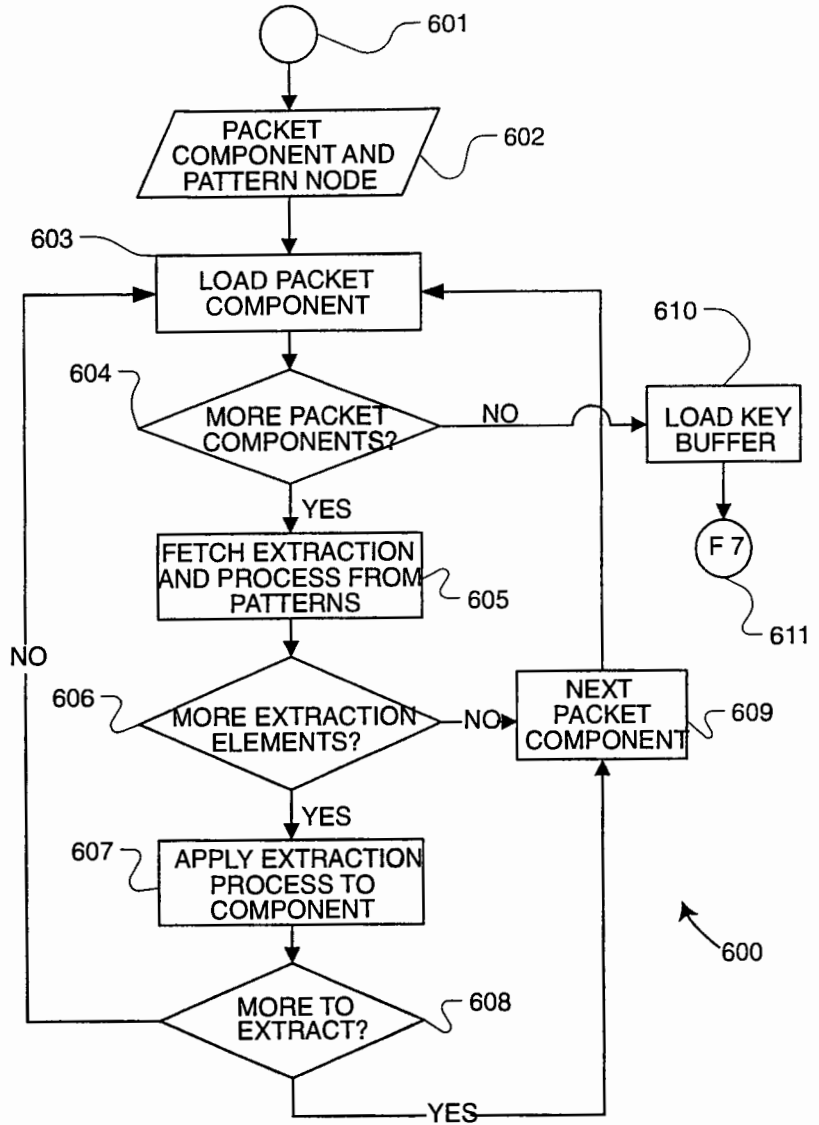 601
PACKET
COMPONENT AND
PATTERN NODE
602
603
LOAD PACKET
COMPONENT
610
604
MORE PACKET
COMPONENTS?
NO
LOAD KEY
BUFFER
YES
FETCH EXTRACTION
AND PROCESS FROM
PATTERNS
605
F 7
611
NO
606
MORE EXTRACTION
ELEMENTS?
NO
NEXT
PACKET
COMPONENT
609
YES
607
APPLY EXTRACTION
PROCESS TO
COMPONENT
600
MORE TO
EXTRACT?
608
YES